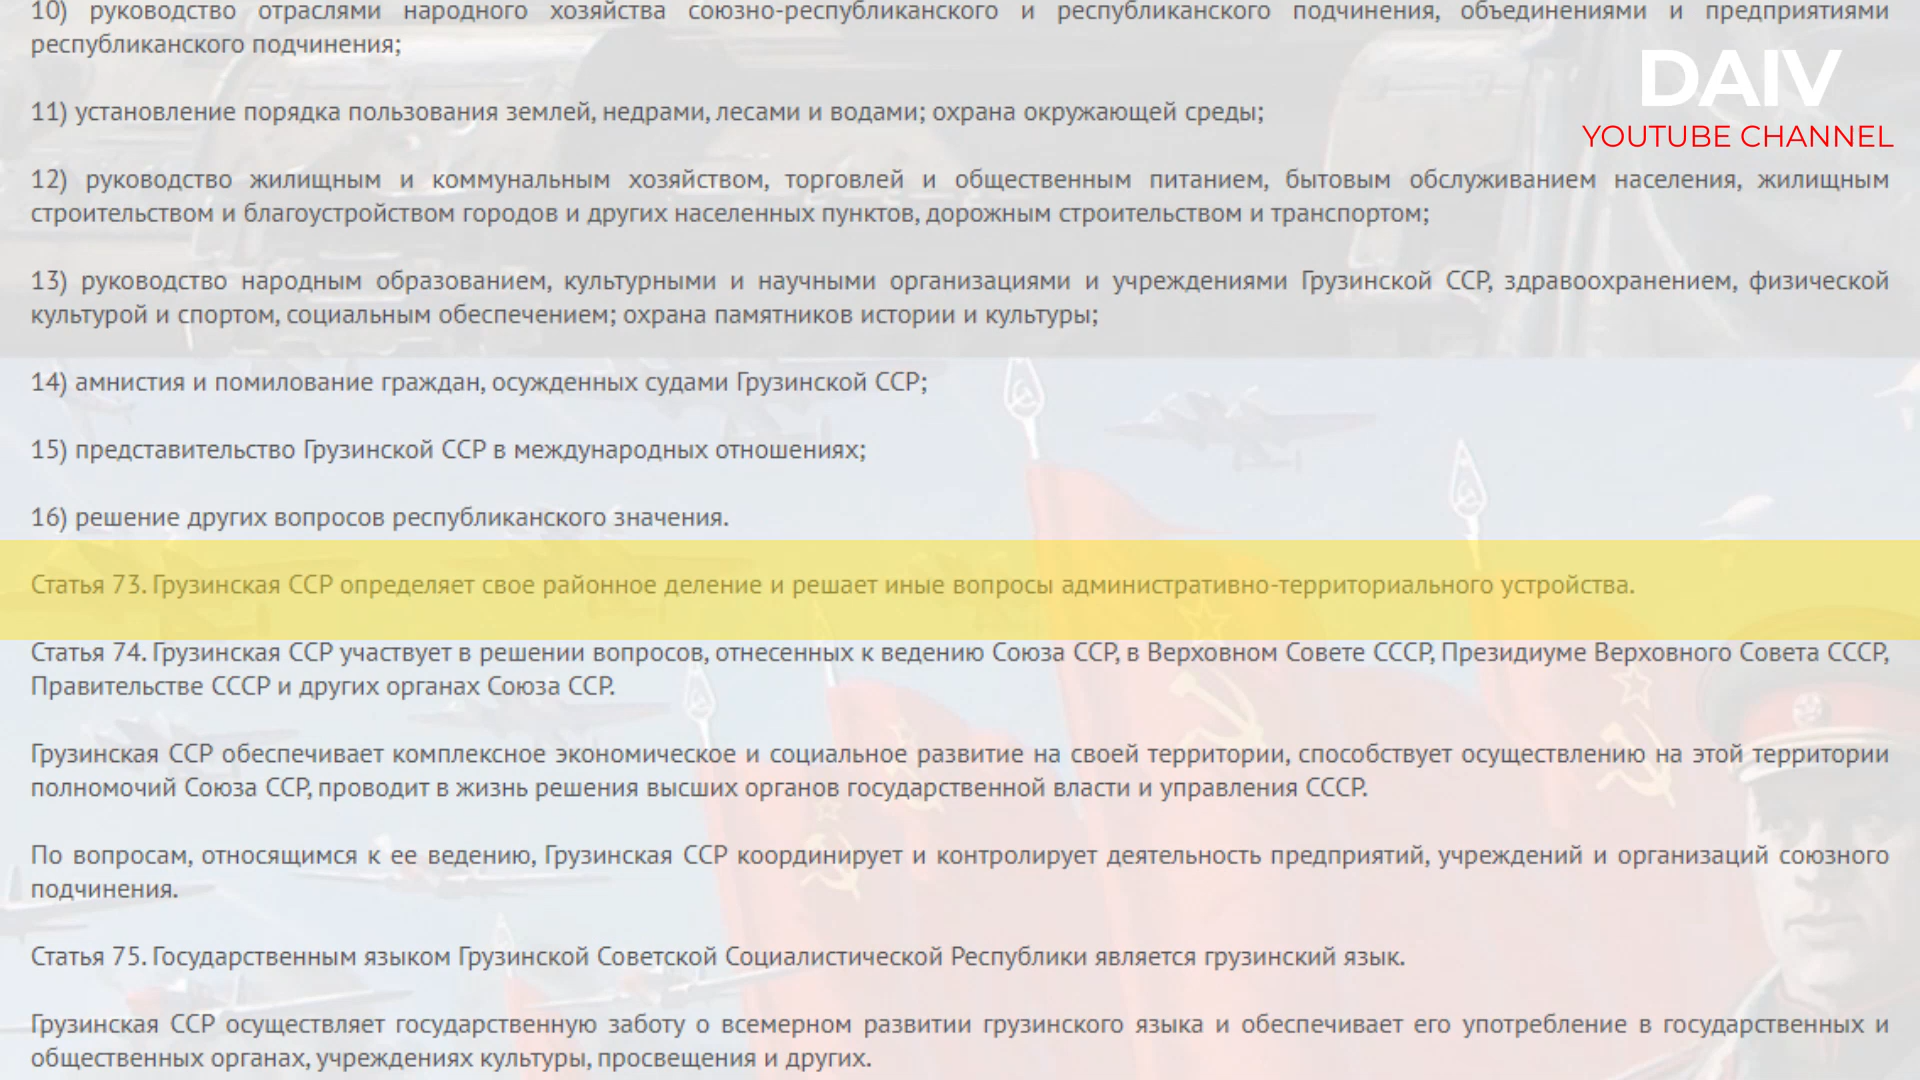 10) руководство отраслями народного хозяйства союзно-республиканского и республиканского подчинения, объединениями и предприятиями
республиканского подчинения;
DAIV
YOUTUBE CHANNEL
11) установление порядка пользования землей, недрами, лесами и водами; охрана окружающей среды;
12) руководство жилищным и коммунальным хозяйством, торговлей и общественным питанием, бытовым обслуживанием населения, жилищным
строительством и благоустройством городов и других населенных пунктов, дорожным строительством и транспортом;
13) руководство народным образованием, культурными и научными организациями и учреждениями Грузинской ССР, здравоохранением, физической
культурой и спортом, социальным обеспечением; охрана памятников истории и культуры;
14) амнистия и помилование граждан, осужденных судами Грузинской ССР;
15) представительство Грузинской ССР в международных отношениях;
16) решение других вопросов республиканского значения.
Статья 73. Грузинская ССР определяет свое районное деление и решает иные вопросы административно-территориального устройства.
Статья 74. Грузинская ССР участвует в решении вопросов, отнесенных к ведению Союза ССР, в Верховном Совете СССР, Президиуме Верховного Совета СССР,
Правительстве СССР и других органах Союза ССР.
Грузинская ССР обеспечивает комплексное экономическое и социальное развитие на своей территории, способствует осуществлению на этой территории
полномочий Союза ССР, проводит в жизнь решения высших органов государственной власти и управления СССР.
По вопросам, относящимся к ее ведению, Грузинская ССР координирует и контролирует деятельность предприятий, учреждений и организаций союзного
подчинения.
Статья 75. Государственным языком Грузинской Советской Социалистической Республики является грузинский язык.
Грузинская ССР осуществляет государственную заботу о всемерном развитии грузинского языка и обеспечивает его употребление в государственных и
общественных органах, учреждениях культуры, просвещения и других.